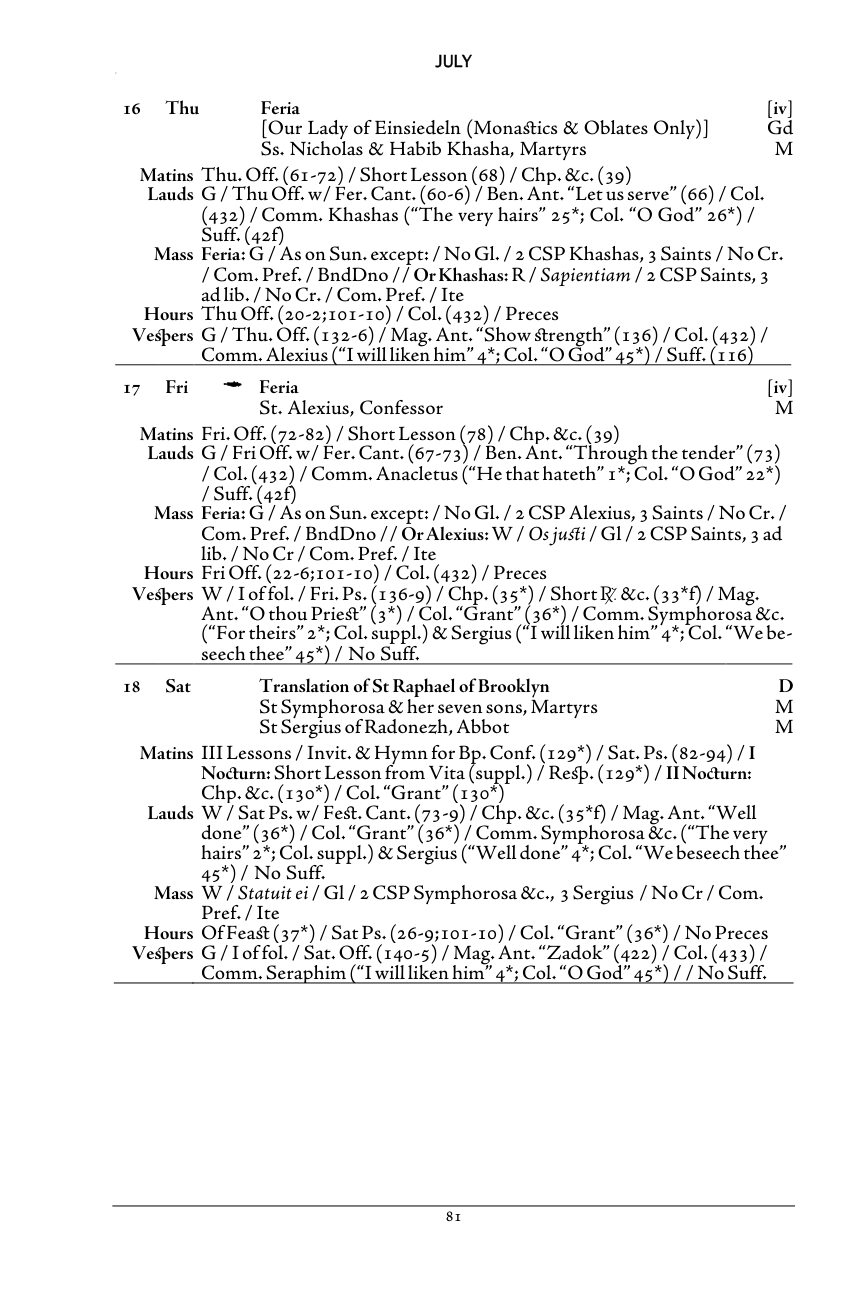 JULY
16 Thu Feria [iv]
[Our Lady of Einsiedeln (Monastics & Oblates Only)] Gd
Ss. Nicholas & Habib Khasha, Martyrs M
Matins Thu. Off. (61-72) / Short Lesson (68) / Chp. &c. (39)
Lauds G / Thu Off. w/ Fer. Cant. (60-6) / Ben. Ant. “Let us serve” (66) / Col.
(432) / Comm. Khashas (“The very hairs” 25*; Col. “O God” 26*) /
Suff. (42f)
Mass Feria: G / As on Sun. except: / No Gl. / 2 CSP Khashas, 3 Saints / No Cr.
/ Com. Pref. / BndDno // Or Khashas: R / Sapientiam / 2 CSP Saints, 3
ad lib. / No Cr. / Com. Pref. / Ite
Hours Thu Off. (20-2;101-10) / Col. (432) / Preces
Vespers G / Thu. Off. (132-6) / Mag. Ant. “Show strength” (136) / Col. (432) /
Comm. Alexius (“I will liken him” 4*; Col. “O God” 45*) / Suff. (116)
17 Fri Feria [iv]
St. Alexius, Confessor M
Matins Fri. Off. (72-82) / Short Lesson (78) / Chp. &c. (39)
Lauds G / Fri Off. w/ Fer. Cant. (67-73) / Ben. Ant. “Through the tender” (73)
/ Col. (432) / Comm. Anacletus (“He that hateth” 1*; Col. “O God” 22*)
/ Suff. (42f)
Mass Feria: G / As on Sun. except: / No Gl. / 2 CSP Alexius, 3 Saints / No Cr. /
Com. Pref. / BndDno // Or Alexius: W / Os justi / Gl / 2 CSP Saints, 3 ad
lib. / No Cr / Com. Pref. / Ite
Hours Fri Off. (22-6;101-10) / Col. (432) / Preces
Vespers W / I of fol. / Fri. Ps. (136-9) / Chp. (35*) / Short ℟ &c. (33*f) / Mag.
Ant. “O thou Priest” (3*) / Col. “Grant” (36*) / Comm. Symphorosa &c.
(“For theirs” 2*; Col. suppl.) & Sergius (“I will liken him” 4*; Col. “We be-
seech thee” 45*) / No Suff.
18 Sat Translation of St Raphael of Brooklyn D
St Symphorosa & her seven sons, Martyrs M
St Sergius of Radonezh, Abbot M
Matins III Lessons / Invit. & Hymn for Bp. Conf. (129*) / Sat. Ps. (82-94) / I
Nocturn: Short Lesson from Vita (suppl.) / Resp. (129*) / II Nocturn:
Chp. &c. (130*) / Col. “Grant” (130*)
Lauds W / Sat Ps. w/ Fest. Cant. (73-9) / Chp. &c. (35*f) / Mag. Ant. “Well
done” (36*) / Col. “Grant” (36*) / Comm. Symphorosa &c. (“The very
hairs” 2*; Col. suppl.) & Sergius (“Well done” 4*; Col. “We beseech thee”
45*) / No Suff.
Mass W / Statuit ei / Gl / 2 CSP Symphorosa &c., 3 Sergius / No Cr / Com.
Pref. / Ite
Hours Of Feast (37*) / Sat Ps. (26-9;101-10) / Col. “Grant” (36*) / No Preces
Vespers G / I of fol. / Sat. Off. (140-5) / Mag. Ant. “Zadok” (422) / Col. (433) /
Comm. Seraphim (“I will liken him” 4*; Col. “O God” 45*) / / No Suff.
81